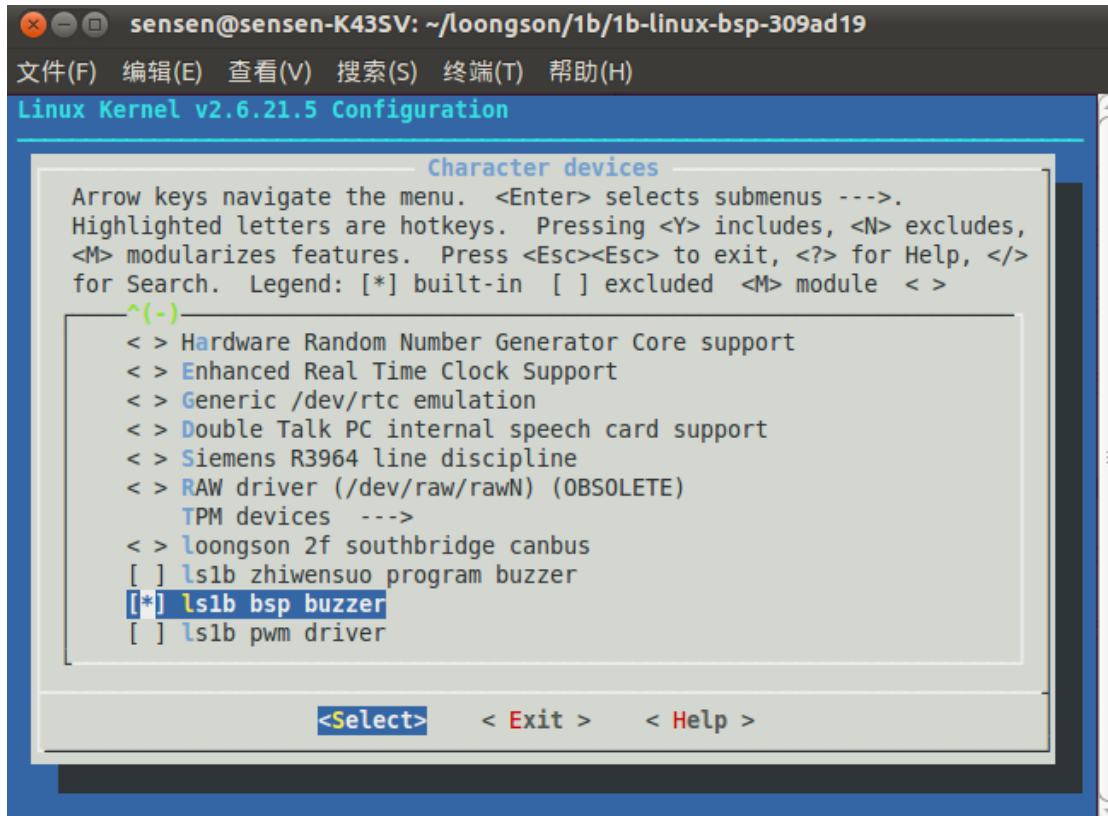 sensen@sensen-K43SV: ~/loongson/1b/1b-linux-bsp-309ad19
文件(F) 编辑(E) 查看(V) 搜索(S) 终端(T) 帮助(H)
Linux Kernel v2.6.21.5 Configuration
Character devices
Arrow keys navigate the menu.  <Enter> selects submenus --->.
Highlighted letters are hotkeys.  Pressing <Y> includes, <N> excludes,
<M> modularizes features.  Press <Esc><Esc> to exit, <?> for Help, </>
for Search.  Legend: [*] built-in  [ ] excluded  <M> module  < >
^(-)
< > Hardware Random Number Generator Core support
< > Enhanced Real Time Clock Support
< > Generic /dev/rtc emulation
< > Double Talk PC internal speech card support
< > Siemens R3964 line discipline
< > RAW driver (/dev/raw/rawN) (OBSOLETE)
TPM devices  --->
< > loongson 2f southbridge canbus
[ ] ls1b zhiwensuo program buzzer
[*] ls1b bsp buzzer
[ ] ls1b pwm driver
<Select>    < Exit >    < Help >